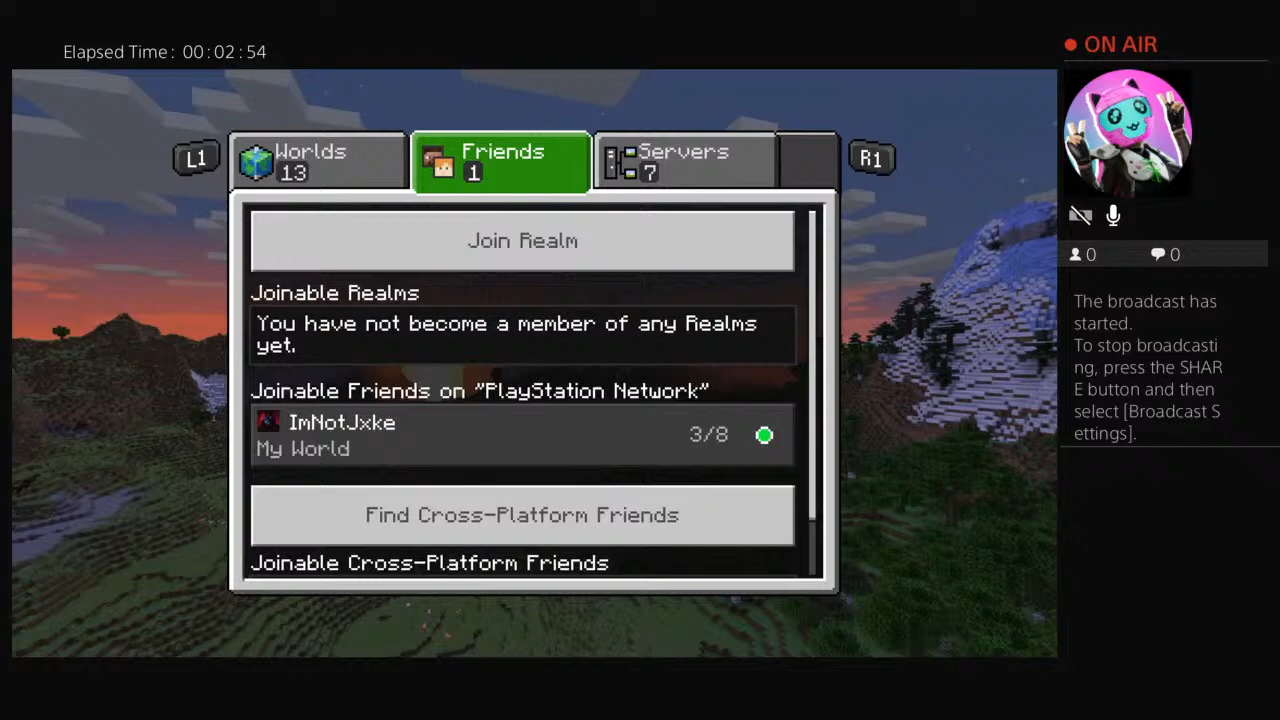 Elapsed Time: 00:02:54
ON AIR
L1
Worlds
13
Friends
1
Servers
7
R1
Join Realm
Joinable Realms
You have not become a member of any Realms
yet.
Joinable Friends on "PlayStation Network"
ImNotJxke
My World
3/8
Find Cross-Platform Friends
Joinable Cross-Platform Friends
0
0
The broadcast has
started.
To stop broadcasti
ng, press the SHAR
E button and then
select [Broadcast S
ettings].